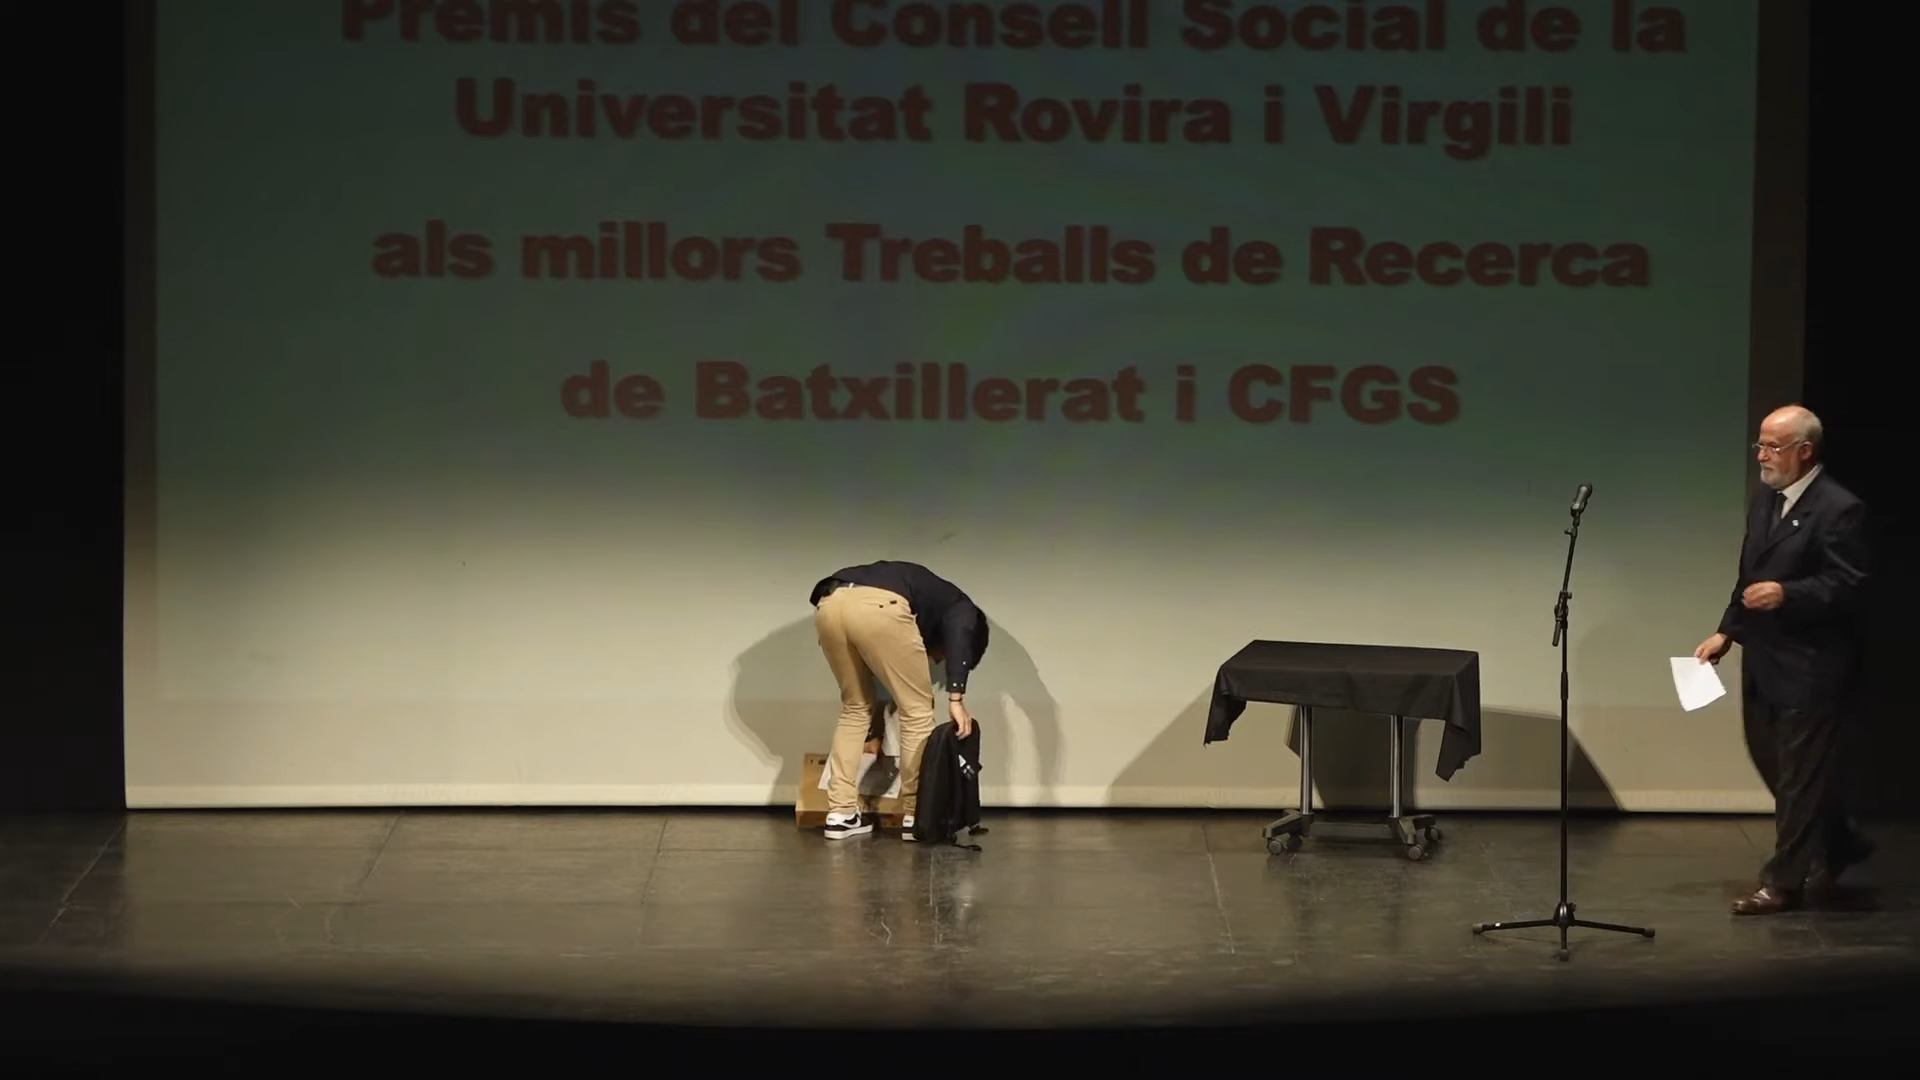 Premis del Consell Social de la
Universitat Rovira i Virgili
als millors Treballs de Recerca
de Batxillerat i CFGS